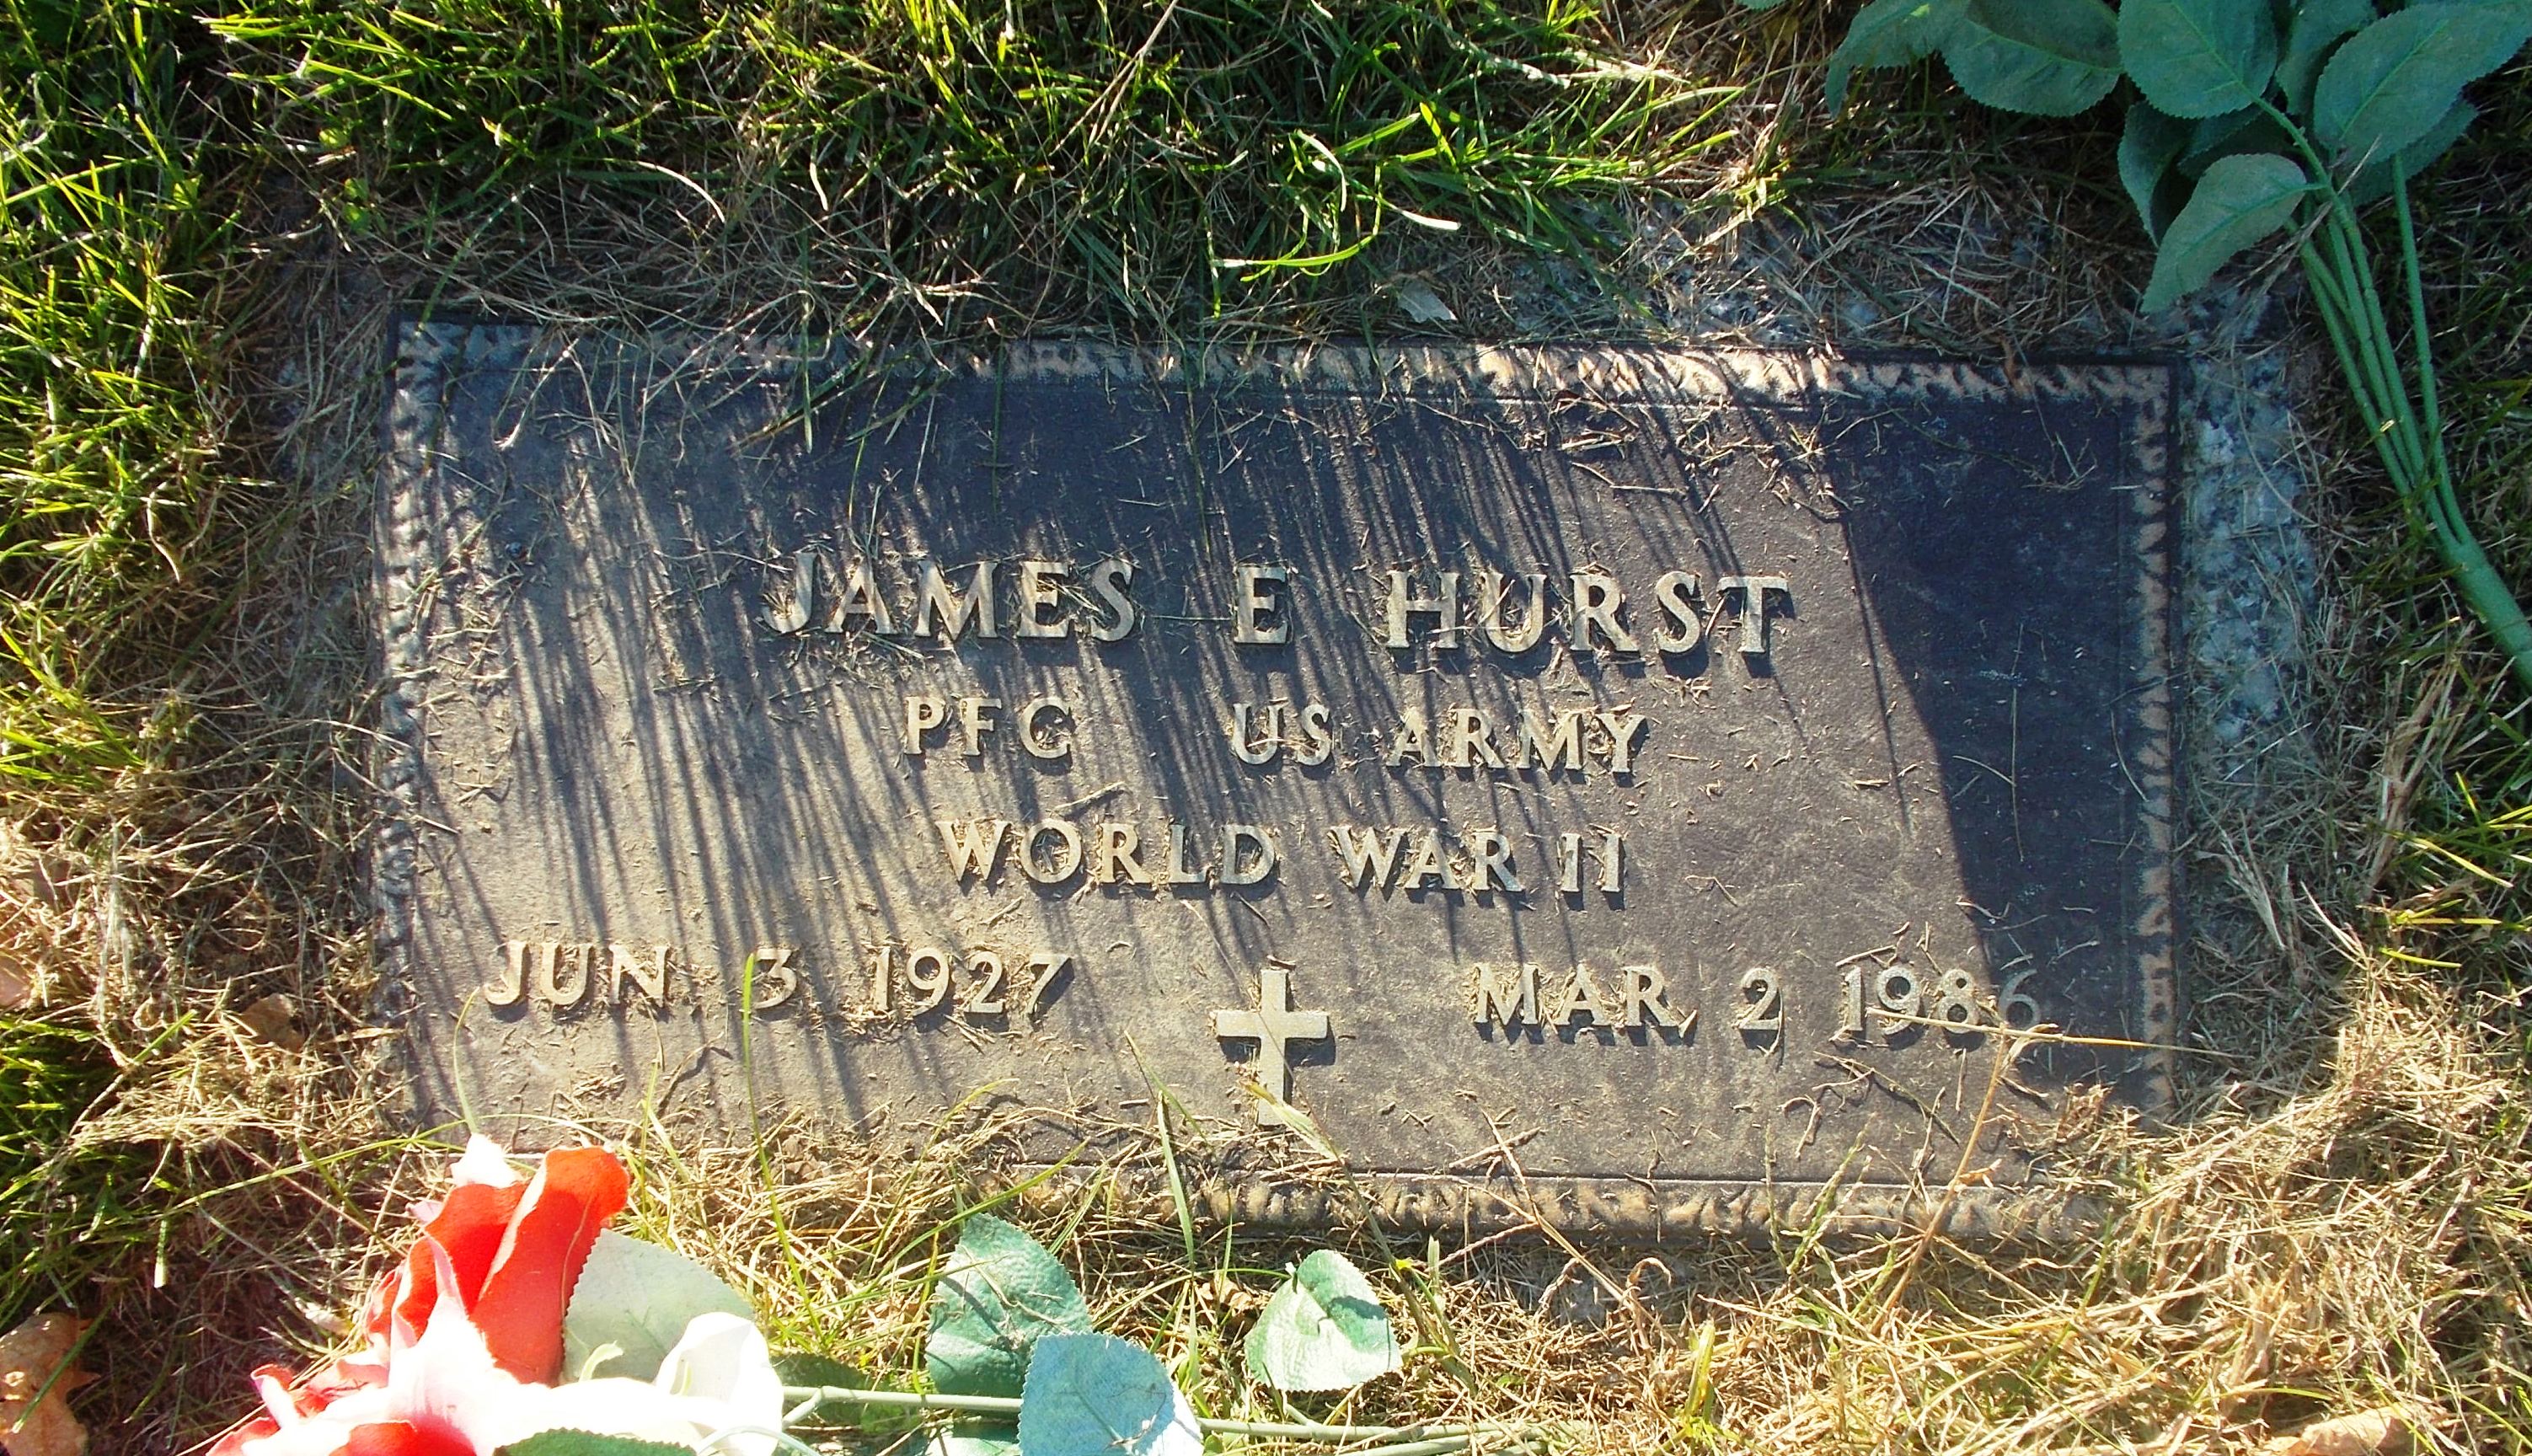 JAMES E HURST
PFC US ARMY
WORLD WAR II
JUN 3 1927 MAR 2 1986